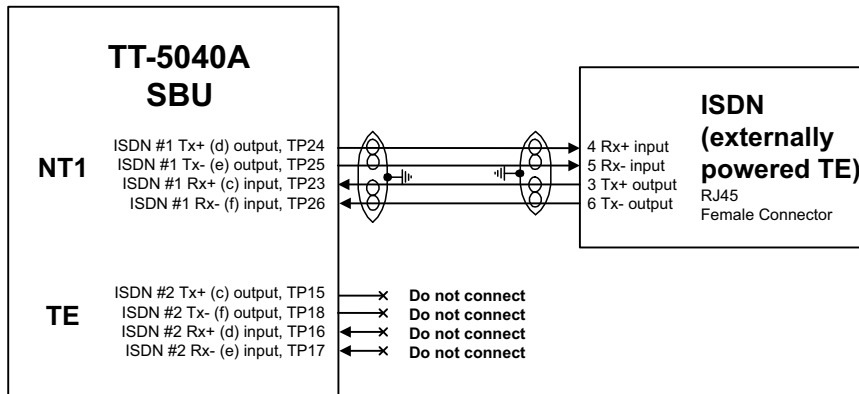 TT-5040A
SBU
NT1
ISDN #1 Tx+ (d) output, TP24
ISDN #1 Tx- (e) output, TP25
ISDN #1 Rx+ (c) input, TP23
ISDN #1 Rx- (f) input, TP26
TE
ISDN #2 Tx+ (c) output, TP15
ISDN #2 Tx- (f) output, TP18
ISDN #2 Rx+ (d) input, TP16
ISDN #2 Rx- (e) input, TP17
Do not connect
Do not connect
Do not connect
Do not connect
4 Rx+ input
5 Rx- input
3 Tx+ output
6 Tx- output
ISDN
(externally
powered TE)
RJ45
Female Connector